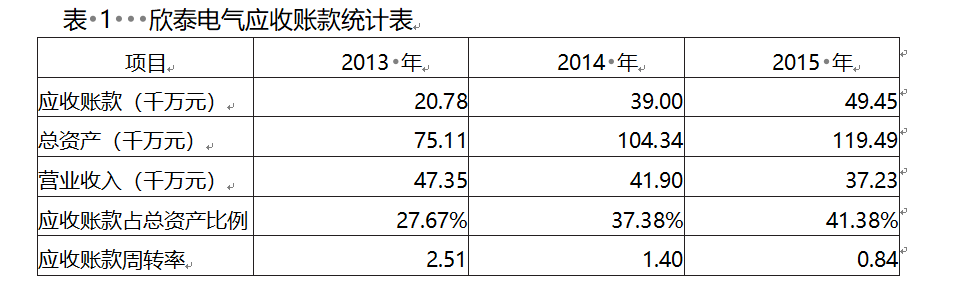 表 1 欣泰电气应收账款统计表
项目 2013 年 2014 年 2015 年
应收账款（千万元） 20.78 39.00 49.45
总资产（千万元） 75.11 104.34 119.49
营业收入（千万元） 47.35 41.90 37.23
应收账款占总资产比例 27.67% 37.38% 41.38%
应收账款周转率 2.51 1.40 0.84